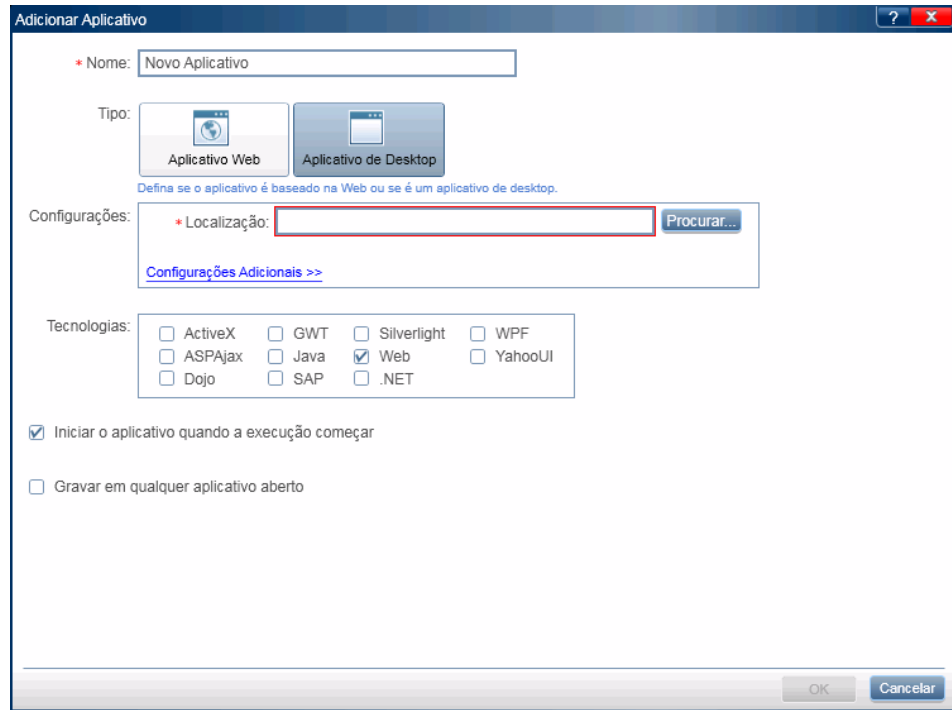 Adicionar Aplicativo ? x
* Nome: Novo Aplicativo
Tipo:
Aplicativo Web Aplicativo de Desktop
Defina se o aplicativo é baseado na Web ou se é um aplicativo de desktop.
Configurações:
* Localização: Procurar...
Configurações Adicionais >>
Tecnologias:
ActiveX GWT Silverlight WPF
ASPAjax Java Web YahooUI
Dojo SAP .NET
Iniciar o aplicativo quando a execução começar
Gravar em qualquer aplicativo aberto
OK Cancelar